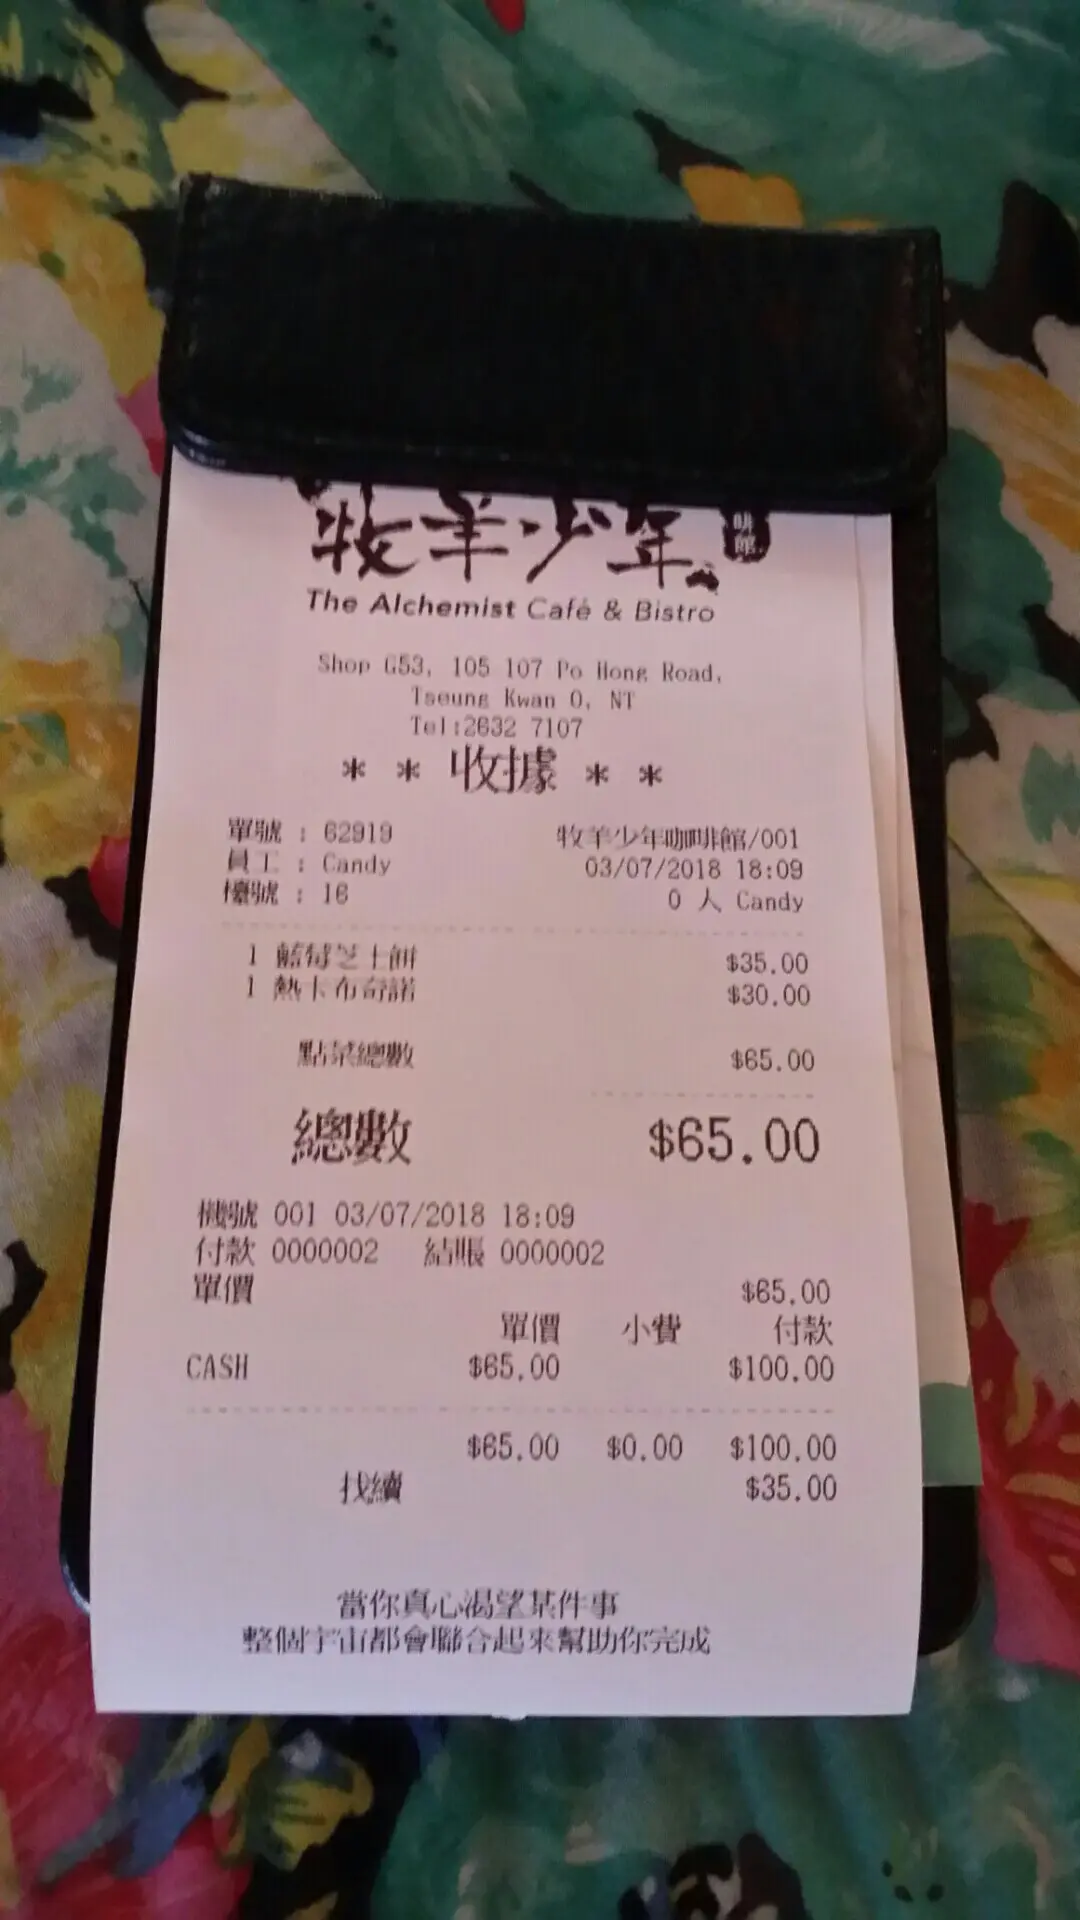 牧羊少年
啡館
The Alchemist Café & Bistro
Shop G53, 105 107 Po Hong Road,
Tseung Kwan O, NT
Tel:2632 7107
* * 收據 * *
單號 : 62919 牧羊少年咖啡館/001
員工 : Candy 03/07/2018 18:09
檯號 : 16 0 人 Candy
1 藍莓芝士餅 $35.00
1 熱卡布奇諾 $30.00
點菜總數 $65.00
總數 $65.00
機號 001 03/07/2018 18:09
付款 0000002 結賬 0000002
單價 $65.00
單價 小費 付款
CASH $65.00 $100.00
$65.00 $0.00 $100.00
找續 $35.00
當你真心渴望某件事
整個宇宙都會聯合起來幫助你完成